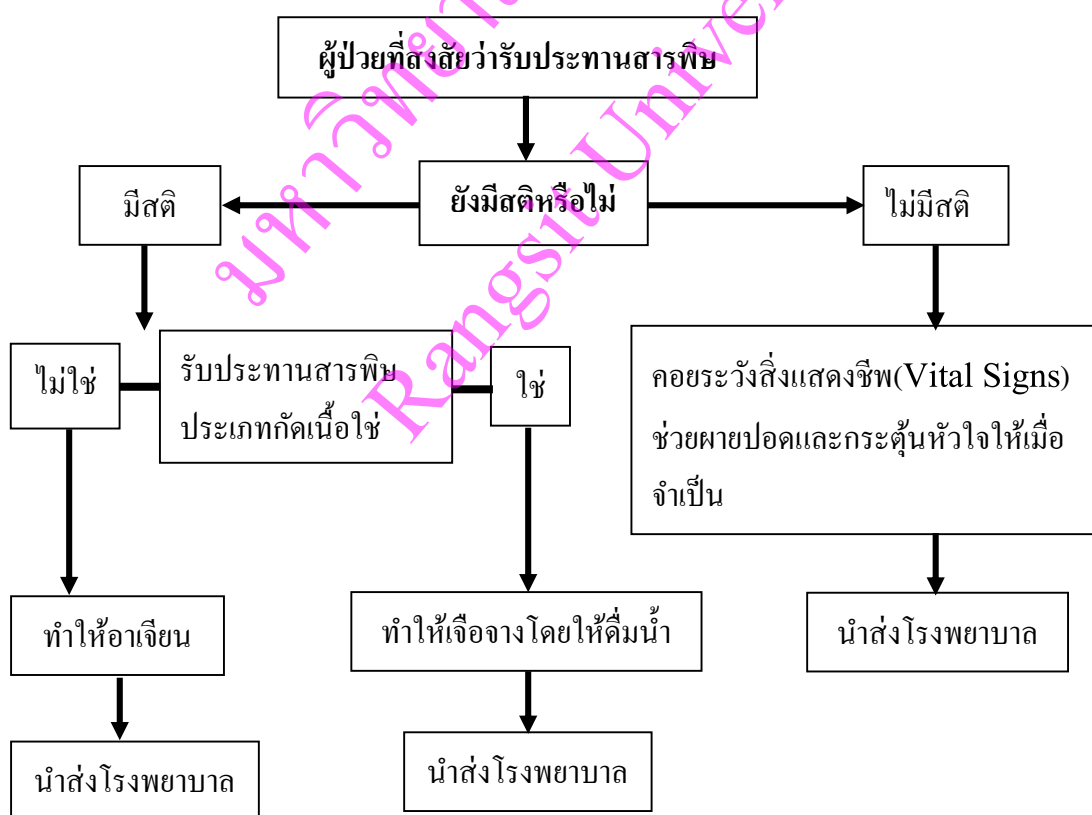 ผู้ป่วยที่สงสัยว่ารับประทานสารพิษ
มีสติ
ยังมีสติหรือไม่
ไม่มีสติ
ไม่ใช่
รับประทานสารพิษ
ประเภทกัดเนื้อใช่
ใช่
คอยระวังสิ่งแสดงชีพ(Vital Signs)
ช่วยผายปอดและกระตุ้นหัวใจให้เมื่อ
จำเป็น
ทำให้อาเจียน
ทำให้เจือจางโดยให้ดื่มน้ำ
นำส่งโรงพยาบาล
นำส่งโรงพยาบาล
นำส่งโรงพยาบาล
มหาวิทยา
Rangsit Univer